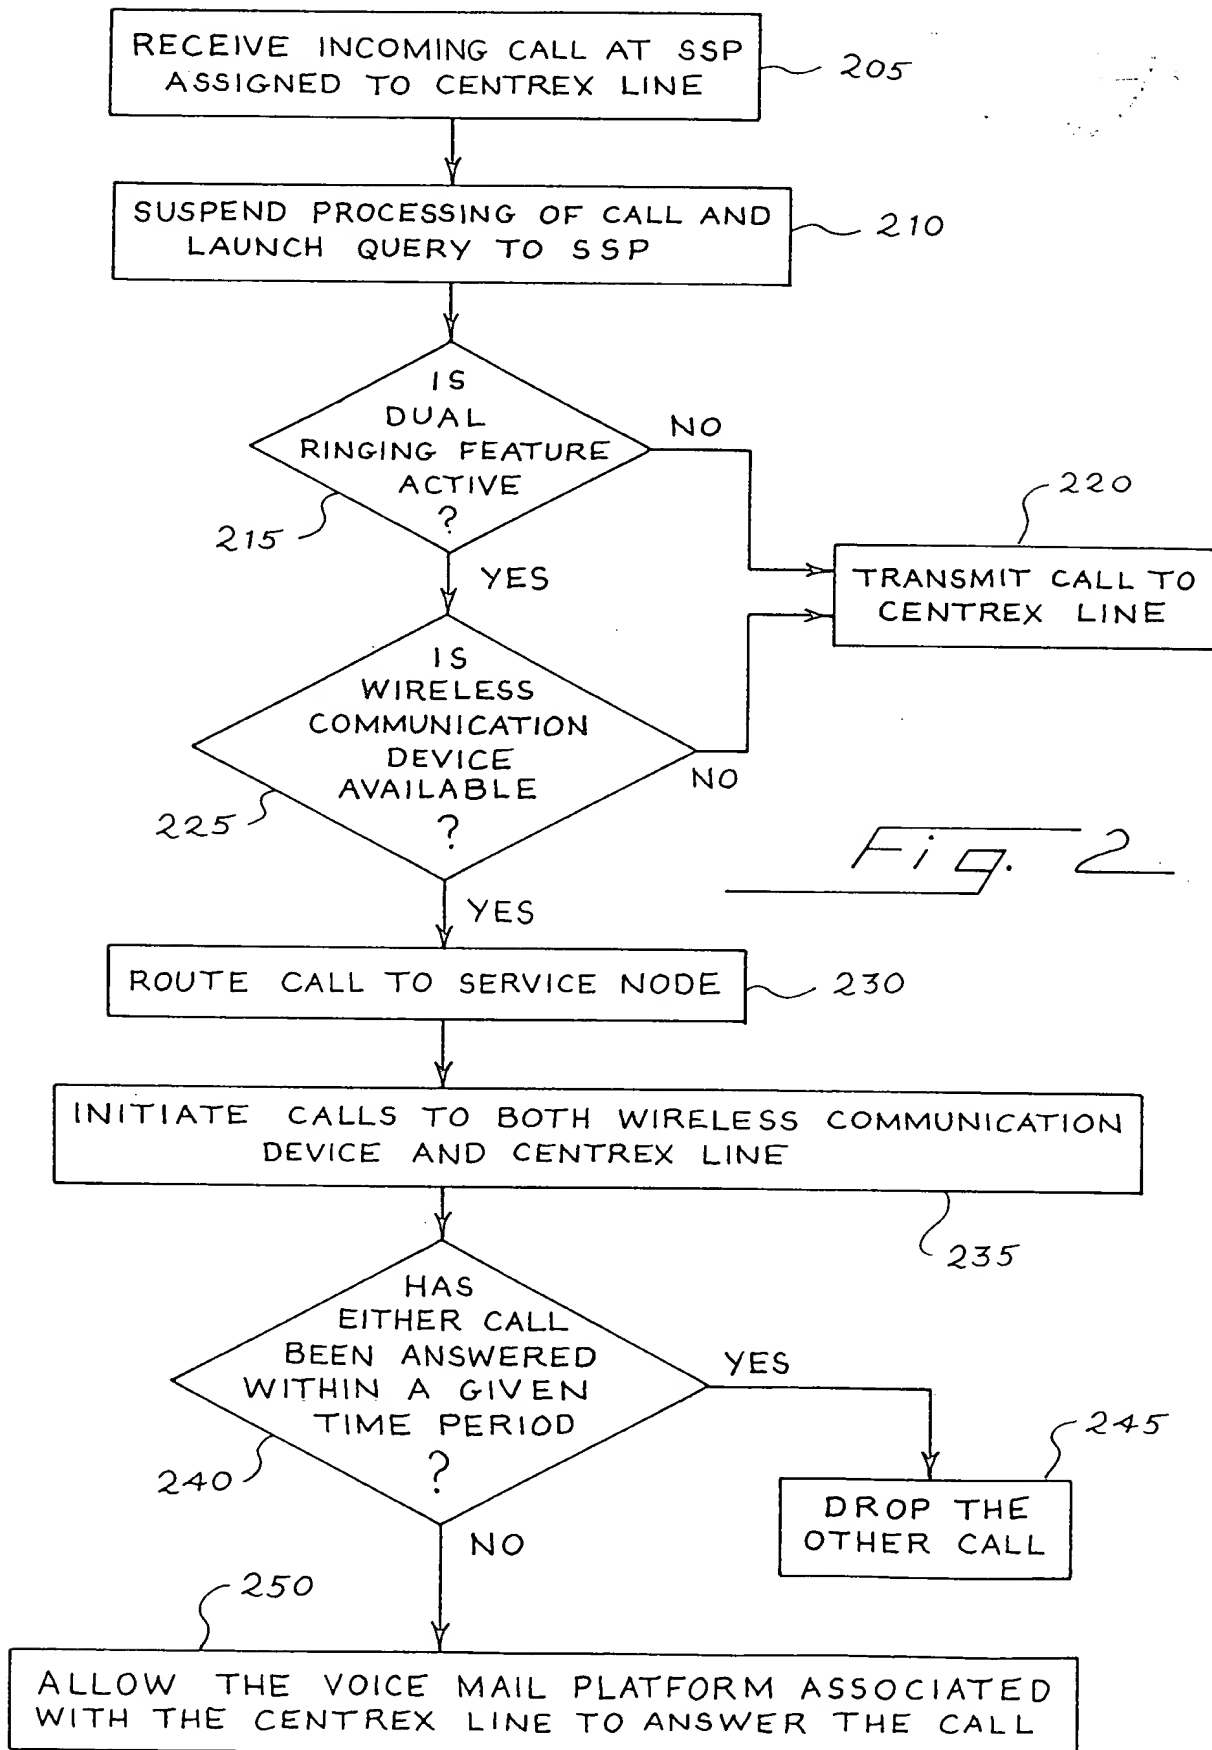 RECEIVE INCOMING CALL AT SSP
ASSIGNED TO CENTREX LINE
205
SUSPEND PROCESSING OF CALL AND
LAUNCH QUERY TO SSP
210
IS
DUAL
RINGING FEATURE
ACTIVE
?
215
NO
YES
220
TRANSMIT CALL TO
CENTREX LINE
IS
WIRELESS
COMMUNICATION
DEVICE
AVAILABLE
?
225
NO
YES
Fig. 2
ROUTE CALL TO SERVICE NODE
230
INITIATE CALLS TO BOTH WIRELESS COMMUNICATION
DEVICE AND CENTREX LINE
235
HAS
EITHER CALL
BEEN ANSWERED
WITHIN A GIVEN
TIME PERIOD
?
240
YES
245
DROP THE
OTHER CALL
NO
250
ALLOW THE VOICE MAIL PLATFORM ASSOCIATED
WITH THE CENTREX LINE TO ANSWER THE CALL